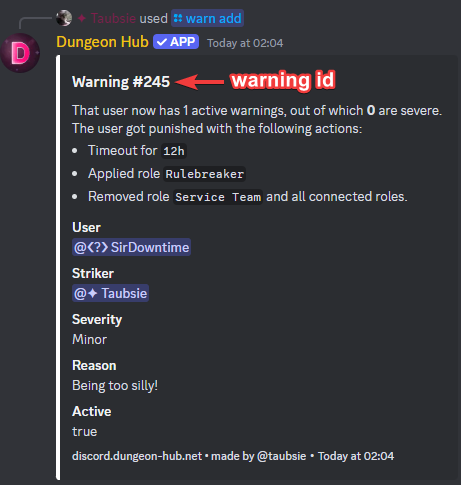 ✦ Taubsie used warn add
D
Dungeon Hub ✓ APP Today at 02:04
Warning #245 warning id
That user now has 1 active warnings, out of which 0 are severe.
The user got punished with the following actions:
• Timeout for 12h
• Applied role Rulebreaker
• Removed role Service Team and all connected roles.
User
@❮?❯ SirDowntime
Striker
@✦ Taubsie
Severity
Minor
Reason
Being too silly!
Active
true
discord.dungeon-hub.net • made by @taubsie • Today at 02:04